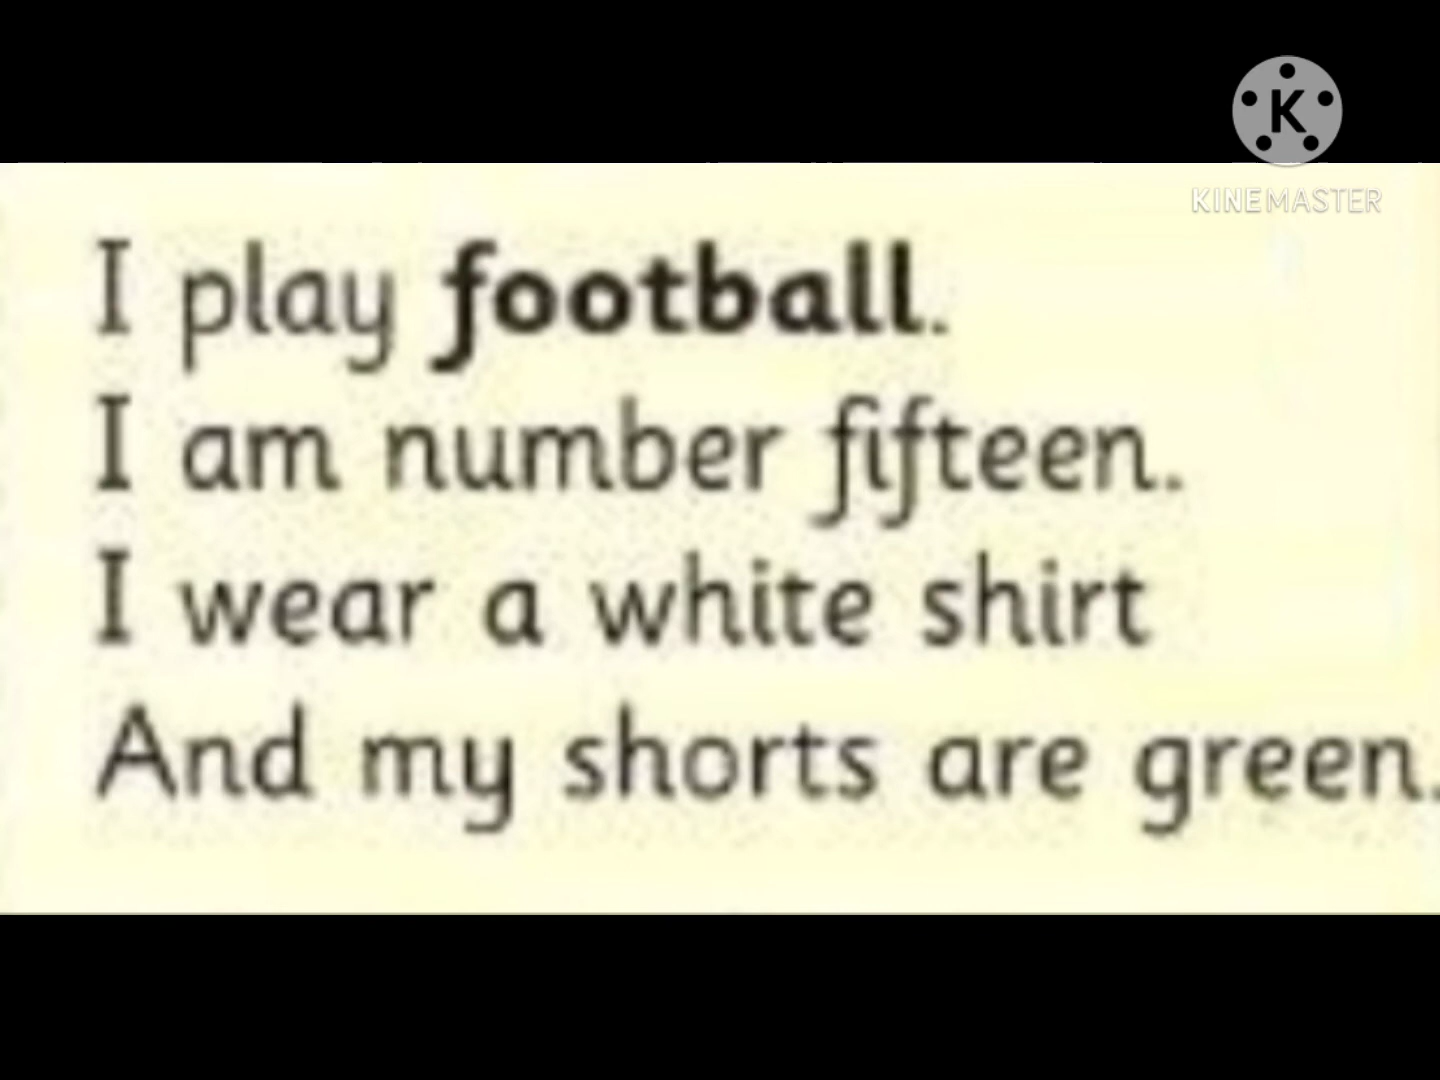 K
KINEMASTER
I play football.
I am number fifteen.
I wear a white shirt
And my shorts are green.